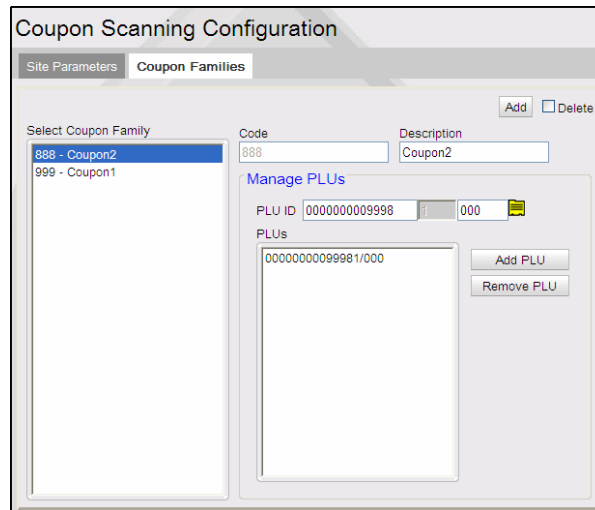 Coupon Scanning Configuration
Site Parameters Coupon Families
Add Delete
Select Coupon Family
888 - Coupon2
999 - Coupon1
Code Description
888 Coupon2
Manage PLUs
PLU ID 0000000009998 1 000
PLUs
00000000099981/000
Add PLU
Remove PLU